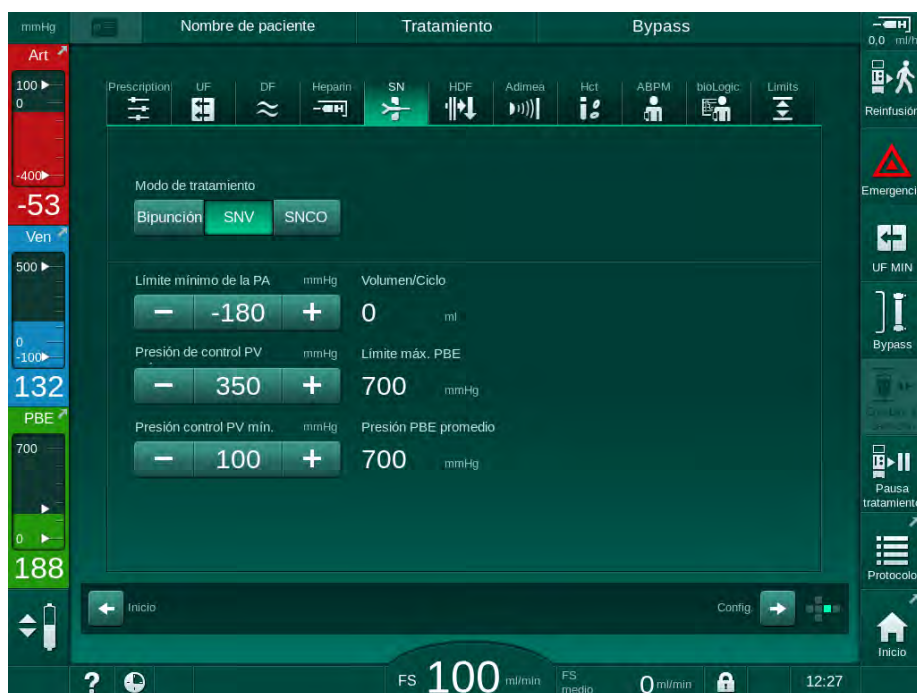 mmHg
Nombre de paciente
Tratamiento
Bypass
0,0 ml/h
Art
100
0
-400
-53
Ven
500
0
-100
132
PBE
700
0
188
Prescription UF DF Heparin SN HDF Adimea Hct ABPM bioLogic Limits
Modo de tratamiento
Bipunción SNV SNCO
Límite mínimo de la PA mmHg Volumen/Ciclo
− -180 + 0 ml
Presión de control PV mmHg Límite máx. PBE
− 350 + 700 mmHg
Presión control PV mín. mmHg Presión PBE promedio
− 100 + 700 mmHg
Inicio
Config.
Reinfusión
Emergenci
UF MIN
Bypass
Pausa
tratamiento
Protocolo
Inicio
? FS 100 ml/min FS medio 0 ml/min 12:27